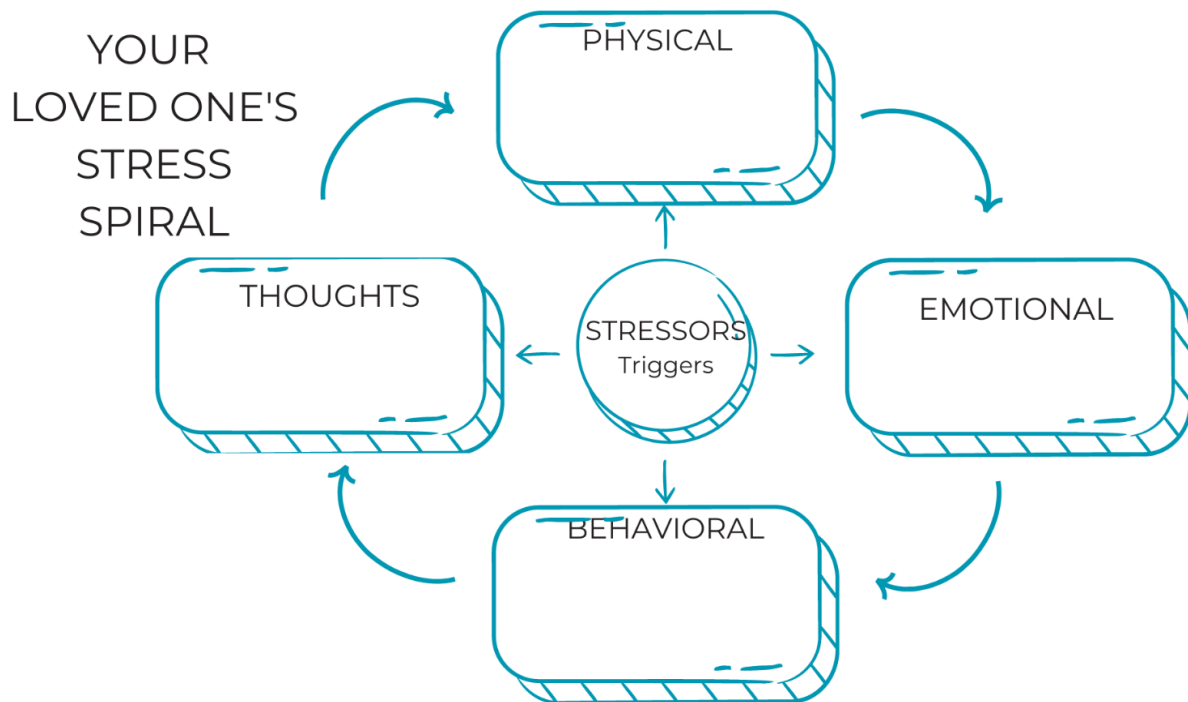 YOUR
LOVED ONE'S
STRESS
SPIRAL
PHYSICAL
THOUGHTS
STRESSORS
Triggers
EMOTIONAL
BEHAVIORAL